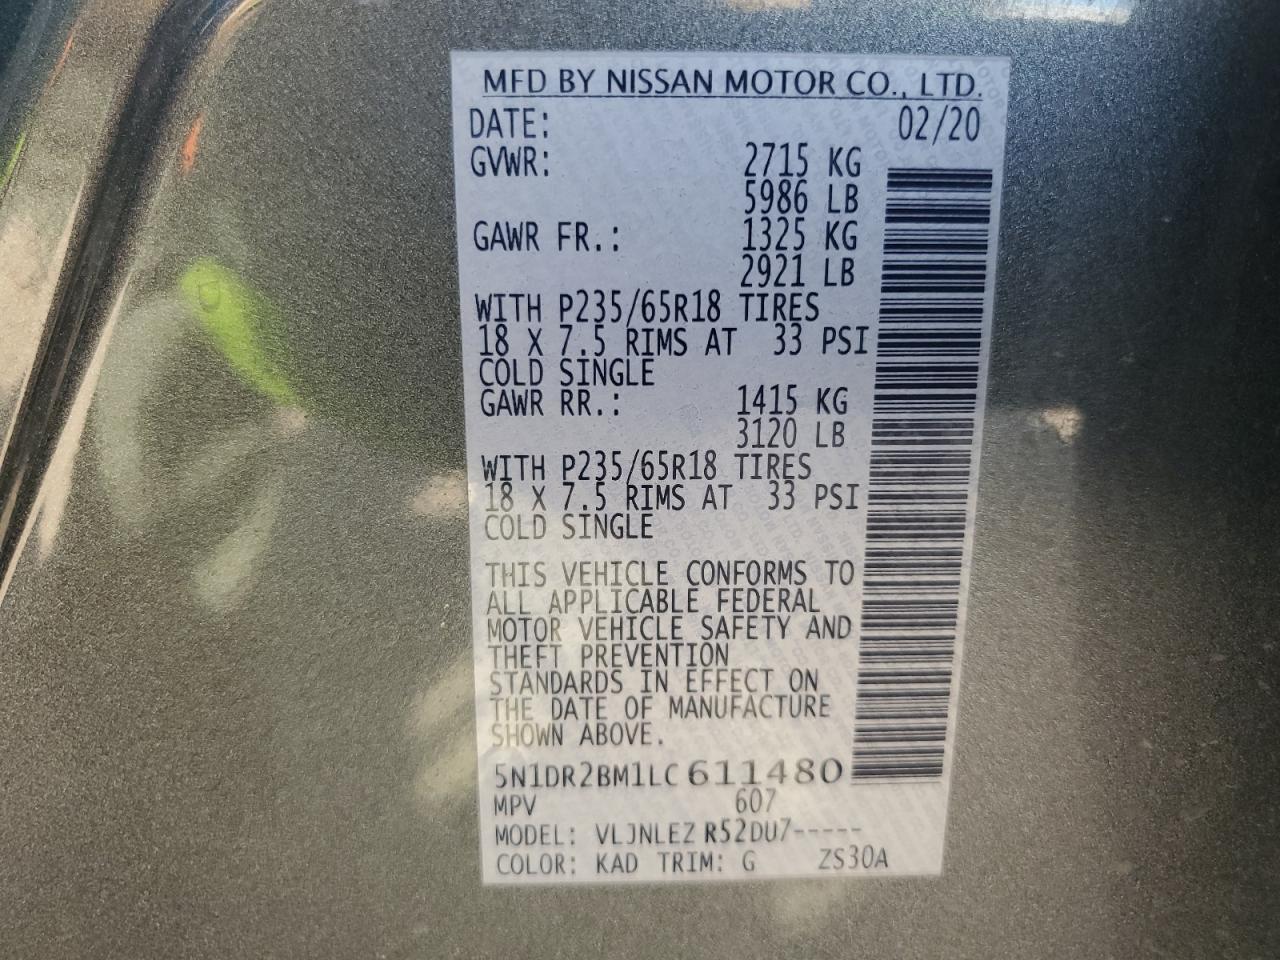 MFD BY NISSAN MOTOR CO., LTD.
DATE: 02/20
GVWR: 2715 KG
5986 LB
GAWR FR.: 1325 KG
2921 LB
WITH P235/65R18 TIRES
18 X 7.5 RIMS AT 33 PSI
COLD SINGLE
GAWR RR.: 1415 KG
3120 LB
WITH P235/65R18 TIRES
18 X 7.5 RIMS AT 33 PSI
COLD SINGLE
THIS VEHICLE CONFORMS TO
ALL APPLICABLE FEDERAL
MOTOR VEHICLE SAFETY AND
THEFT PREVENTION
STANDARDS IN EFFECT ON
THE DATE OF MANUFACTURE
SHOWN ABOVE.
5N1DR2BM1LC611480
MPV 607
MODEL: VLJNLEZ R52DU7-----
COLOR: KAD TRIM: G ZS30A